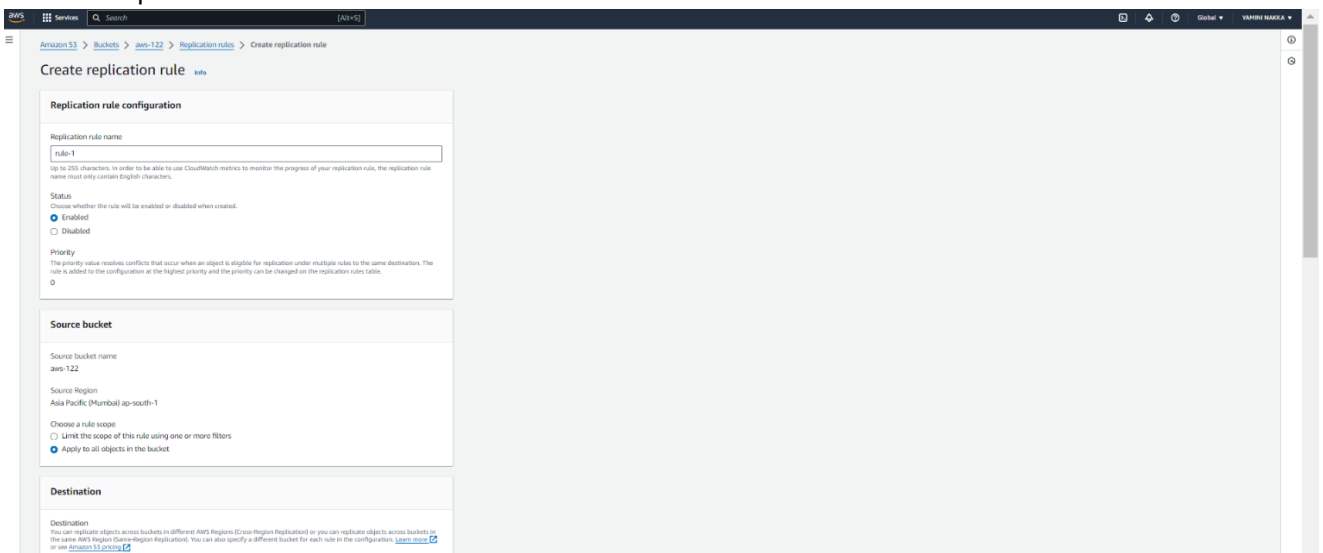 aws
Services
Search
[Alt+S]
Global
YAMINI NAKKA
Amazon S3 > Buckets > aws-122 > Replication rules > Create replication rule
Create replication rule Info
Replication rule configuration
Replication rule name
rule-1
Up to 255 characters. In order to be able to use CloudWatch metrics to monitor the progress of your replication rule, the replication rule
name must only contain English characters.
Status
Choose whether the rule will be enabled or disabled when created.
Enabled
Disabled
Priority
The priority value resolves conflicts that occur when an object is eligible for replication under multiple rules to the same destination. The
rule is added to the configuration at the highest priority and the priority can be changed on the replication rules table.
0
Source bucket
Source bucket name
aws-122
Source Region
Asia Pacific (Mumbai) ap-south-1
Choose a rule scope
Limit the scope of this rule using one or more filters
Apply to all objects in the bucket
Destination
Destination
You can replicate objects across buckets in different AWS Regions (Cross-Region Replication) or you can replicate objects across buckets in
the same AWS Region (Same-Region Replication). You can also specify a different bucket for each rule in the configuration. Learn more
or see Amazon S3 pricing